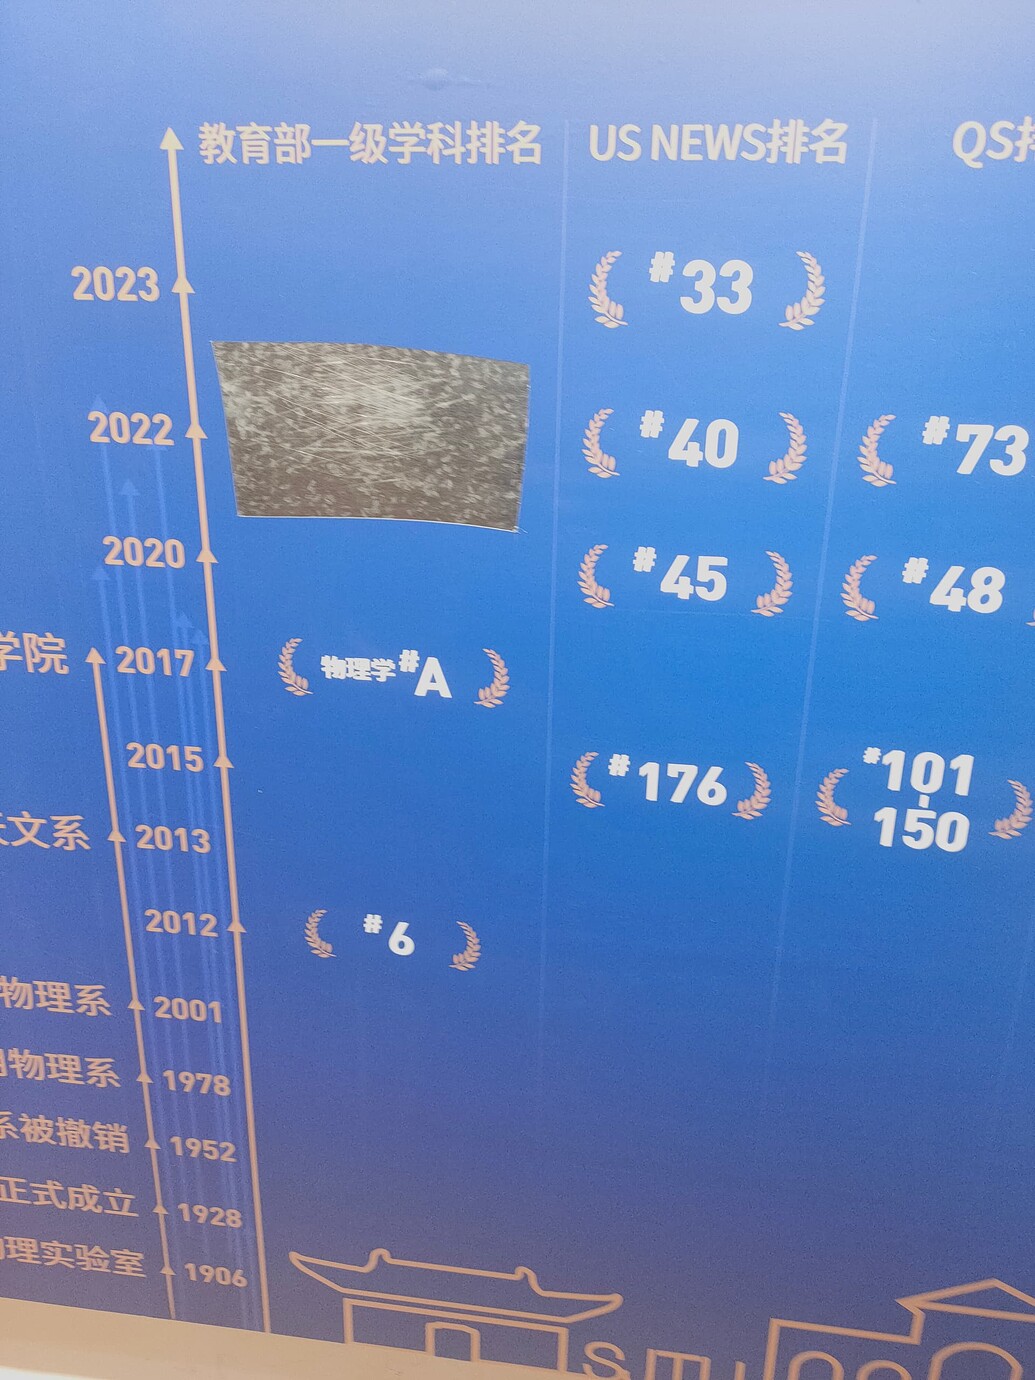 教育部一级学科排名 US NEWS排名 QS
2023 #33
2022 #40 #73
2020 #45 #48
学院 2017 物理学#A
2015 #176 #101-150
文系 2013
2012 #6
物理系 2001
物理系 1978
系被撤销 1952
正式成立 1928
理实验室 1906